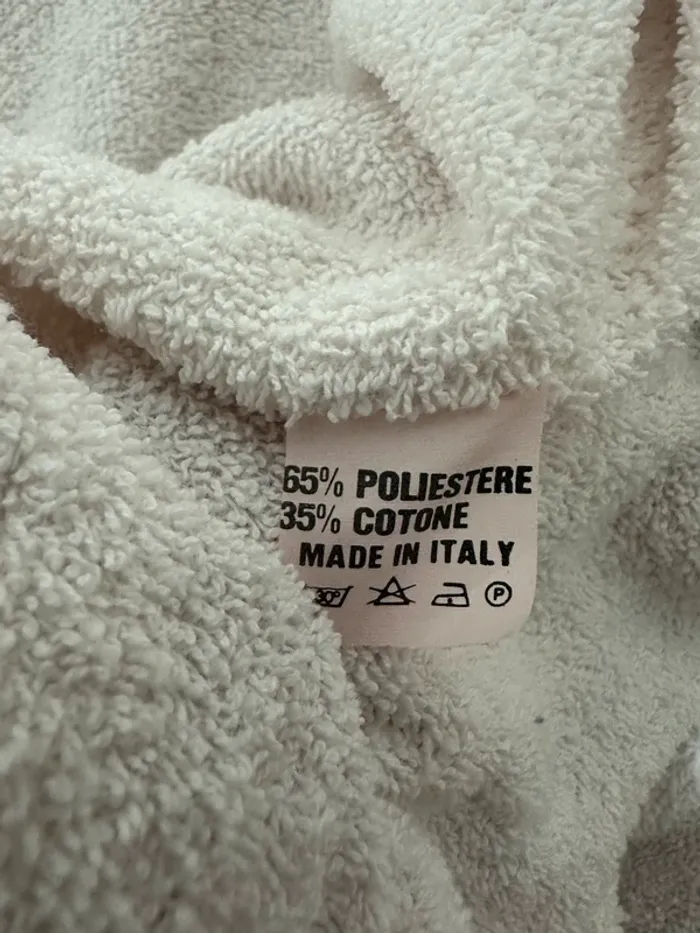 65% POLIESTERE
35% COTONE
MADE IN ITALY
30° P